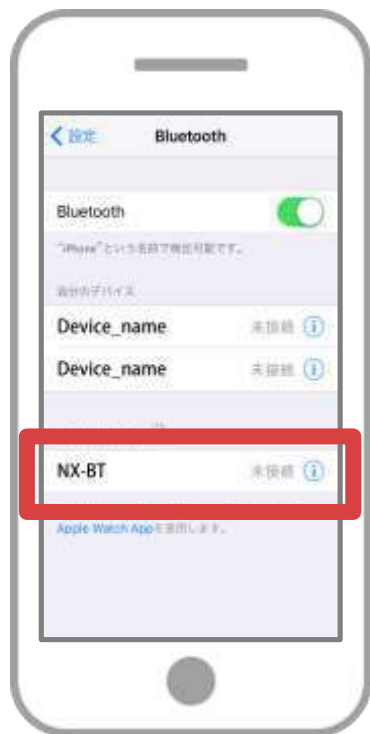 設定 Bluetooth
Bluetooth
"iPhone"という名前で検出可能です。
自分のデバイス
Device_name 未接続
Device_name 未接続
NX-BT 未接続
Apple Watch Appを使用します。